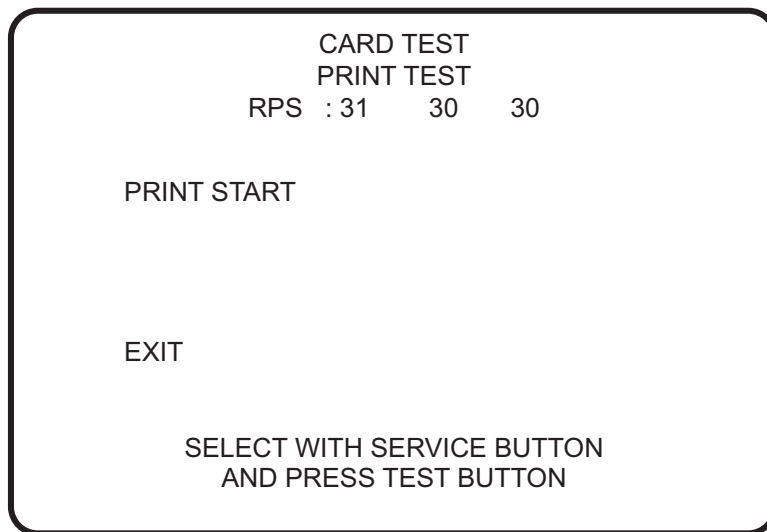 CARD TEST
PRINT TEST
RPS : 31 30 30
PRINT START
EXIT
SELECT WITH SERVICE BUTTON
AND PRESS TEST BUTTON